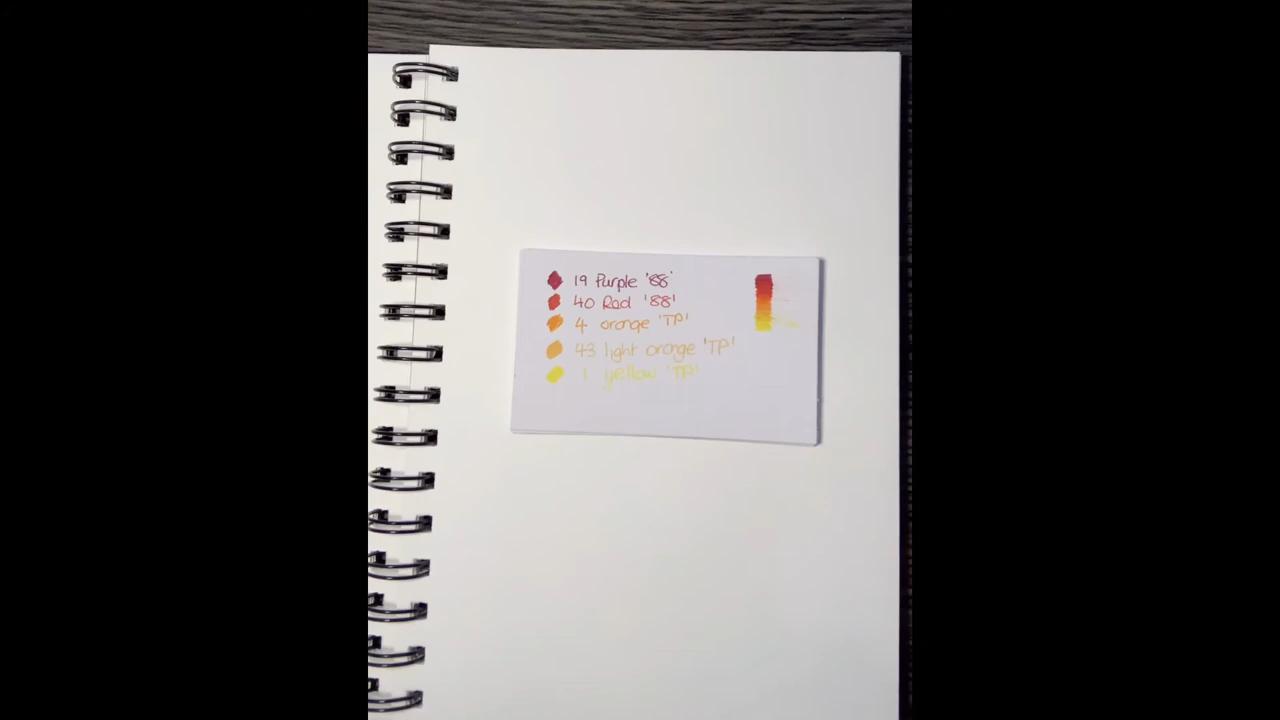 19 Purple '88'
40 Red '88'
4 orange 'TP'
43 light orange 'TP'
1 yellow 'TP'